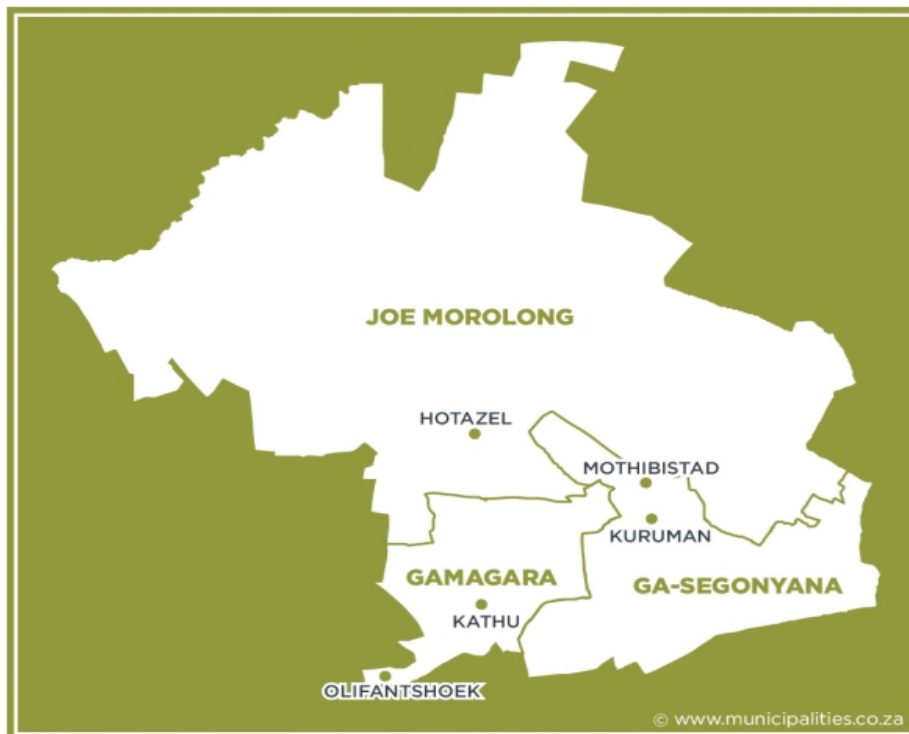 JOE MOROLONG
HOTAZEL
MOTHIBISTAD
KURUMAN
GAMAGARA
GA-SEGONYANA
KATHU
OLIFANTSHOEK
© www.municipalities.co.za